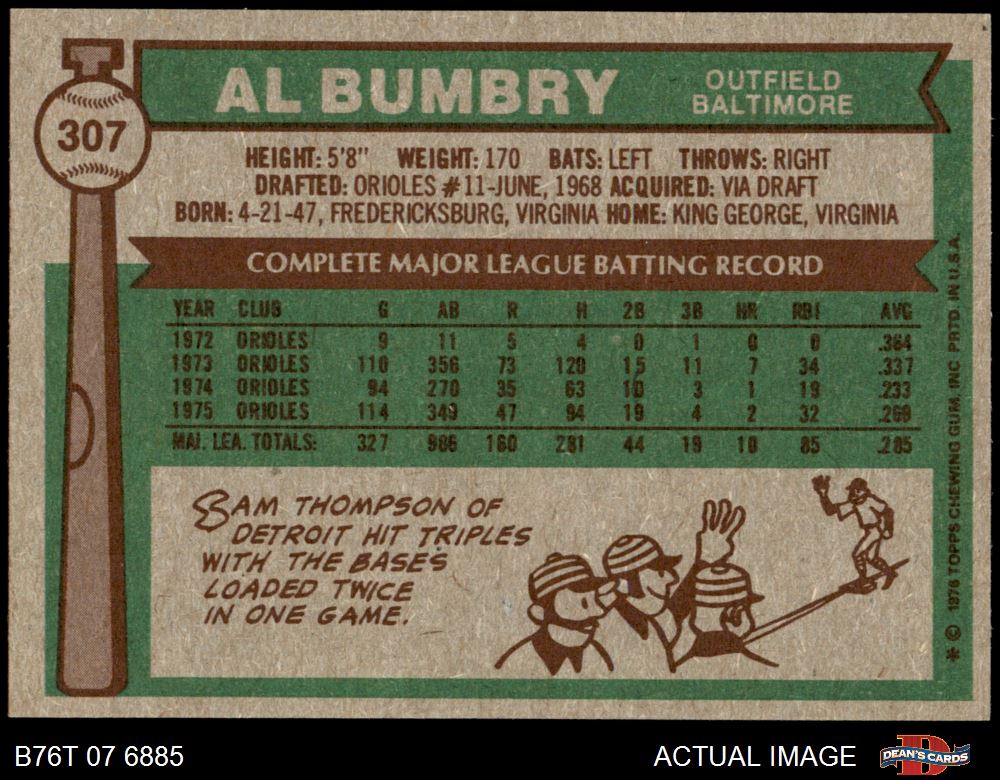 307
AL BUMBRY
OUTFIELD
BALTIMORE
HEIGHT: 5'8" WEIGHT: 170 BATS: LEFT THROWS: RIGHT
DRAFTED: ORIOLES #11-JUNE, 1968 ACQUIRED: VIA DRAFT
BORN: 4-21-47, FREDERICKSBURG, VIRGINIA HOME: KING GEORGE, VIRGINIA
COMPLETE MAJOR LEAGUE BATTING RECORD
YEAR CLUB G AB R H 2B 3B HR RBI AVG
1972 ORIOLES 9 11 5 4 0 1 0 0 .364
1973 ORIOLES 110 356 73 120 15 11 7 34 .337
1974 ORIOLES 94 270 35 63 10 3 1 19 .233
1975 ORIOLES 114 349 47 94 19 4 2 32 .269
MAJ. LEA. TOTALS: 327 986 160 281 44 19 10 85 .285
SAM THOMPSON OF
DETROIT HIT TRIPLES
WITH THE BASES
LOADED TWICE
IN ONE GAME.
* © 1976 TOPPS CHEWING GUM, INC PRTD. IN U.S.A.
B76T 07 6885
ACTUAL IMAGE
D
DEAN'S CARDS